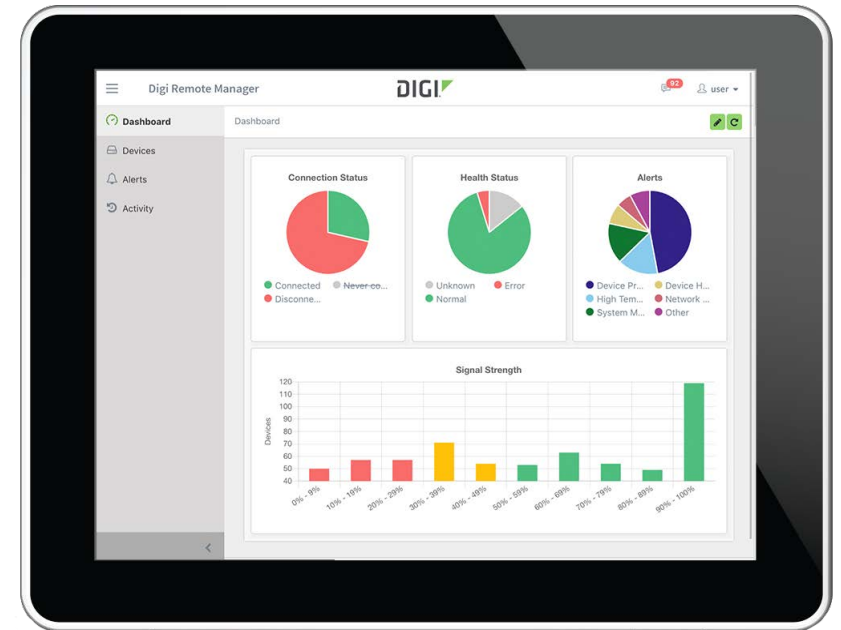 Digi Remote Manager
DIGI
92
user
Dashboard
Devices
Alerts
Activity
Dashboard
Connection Status
Connected
Never co...
Disconne...
Health Status
Unknown
Error
Normal
Alerts
Device Pr...
Device H...
High Tem...
Network ...
System M...
Other
Signal Strength
Devices
120
110
100
90
80
70
60
50
40
0% - 9%
10% - 19%
20% - 29%
30% - 39%
40% - 49%
50% - 59%
60% - 69%
70% - 79%
80% - 89%
90% - 100%